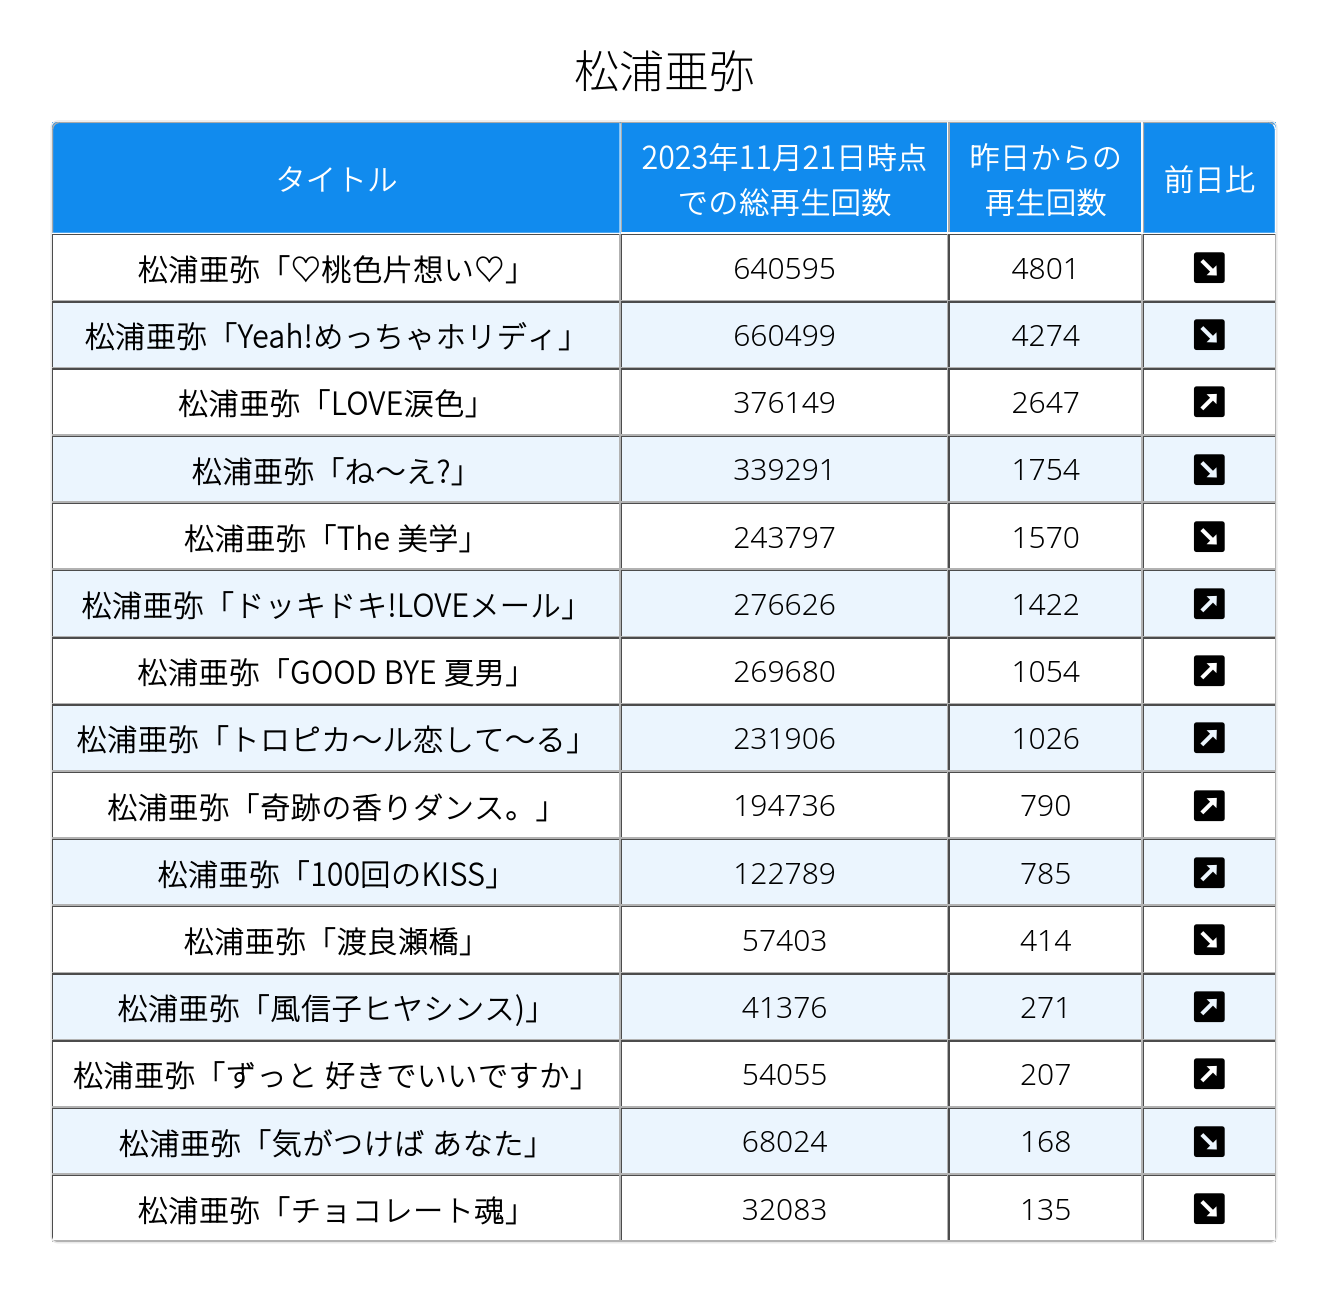 松浦亜弥
タイトル
2023年11月21日時点
での総再生回数
昨日からの
再生回数
前日比
松浦亜弥「♡桃色片想い♡」 640595 4801 ↘
松浦亜弥「Yeah!めっちゃホリディ」 660499 4274 ↘
松浦亜弥「LOVE涙色」 376149 2647 ↗
松浦亜弥「ね～え?」 339291 1754 ↘
松浦亜弥「The 美学」 243797 1570 ↘
松浦亜弥「ドッキドキ!LOVEメール」 276626 1422 ↗
松浦亜弥「GOOD BYE 夏男」 269680 1054 ↗
松浦亜弥「トロピカ～ル恋して～る」 231906 1026 ↗
松浦亜弥「奇跡の香りダンス。」 194736 790 ↗
松浦亜弥「100回のKISS」 122789 785 ↗
松浦亜弥「渡良瀬橋」 57403 414 ↘
松浦亜弥「風信子ヒヤシンス)」 41376 271 ↗
松浦亜弥「ずっと 好きでいいですか」 54055 207 ↗
松浦亜弥「気がつけば あなた」 68024 168 ↘
松浦亜弥「チョコレート魂」 32083 135 ↘